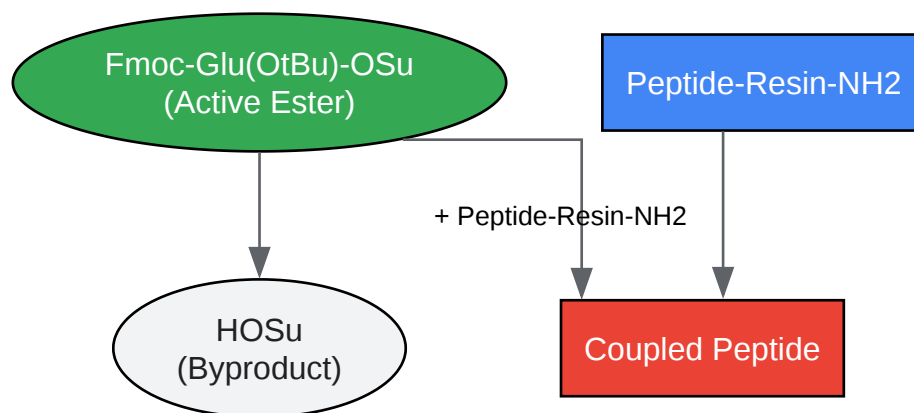 Fmoc-Glu(OtBu)-OSu
(Active Ester)
Peptide-Resin-NH2
+ Peptide-Resin-NH2
HOSu
(Byproduct)
Coupled Peptide